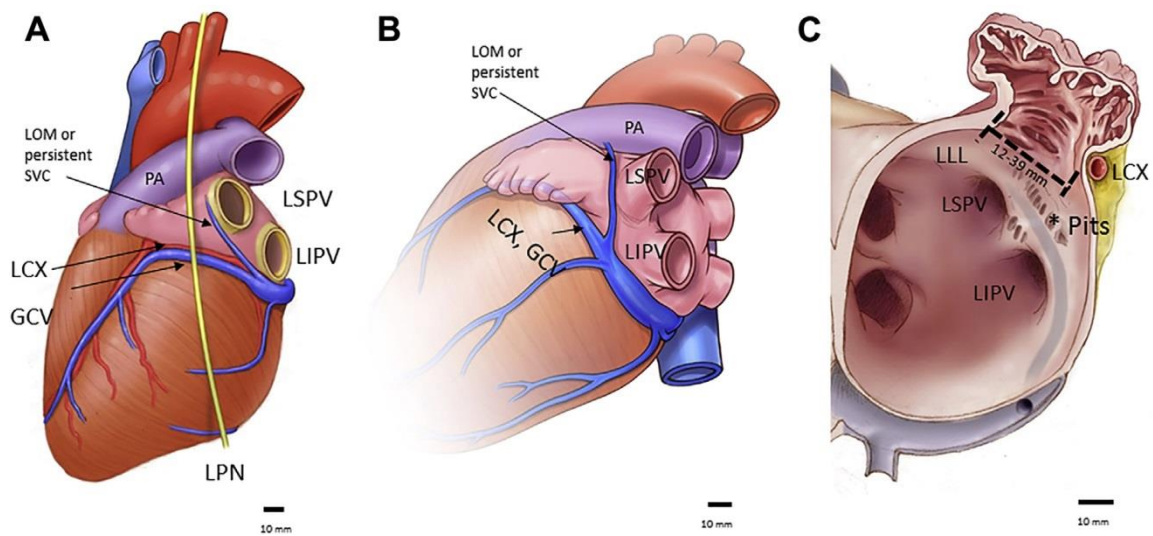 A
LOM or
persistent
SVC
PA
LSPV
LIPV
LCX
GCV
LPN
10 mm
B
LOM or
persistent
SVC
PA
LSPV
LCX, GCV
LIPV
10 mm
C
LLL
12-39 mm
LCX
LSPV
* Pits
LIPV
10 mm